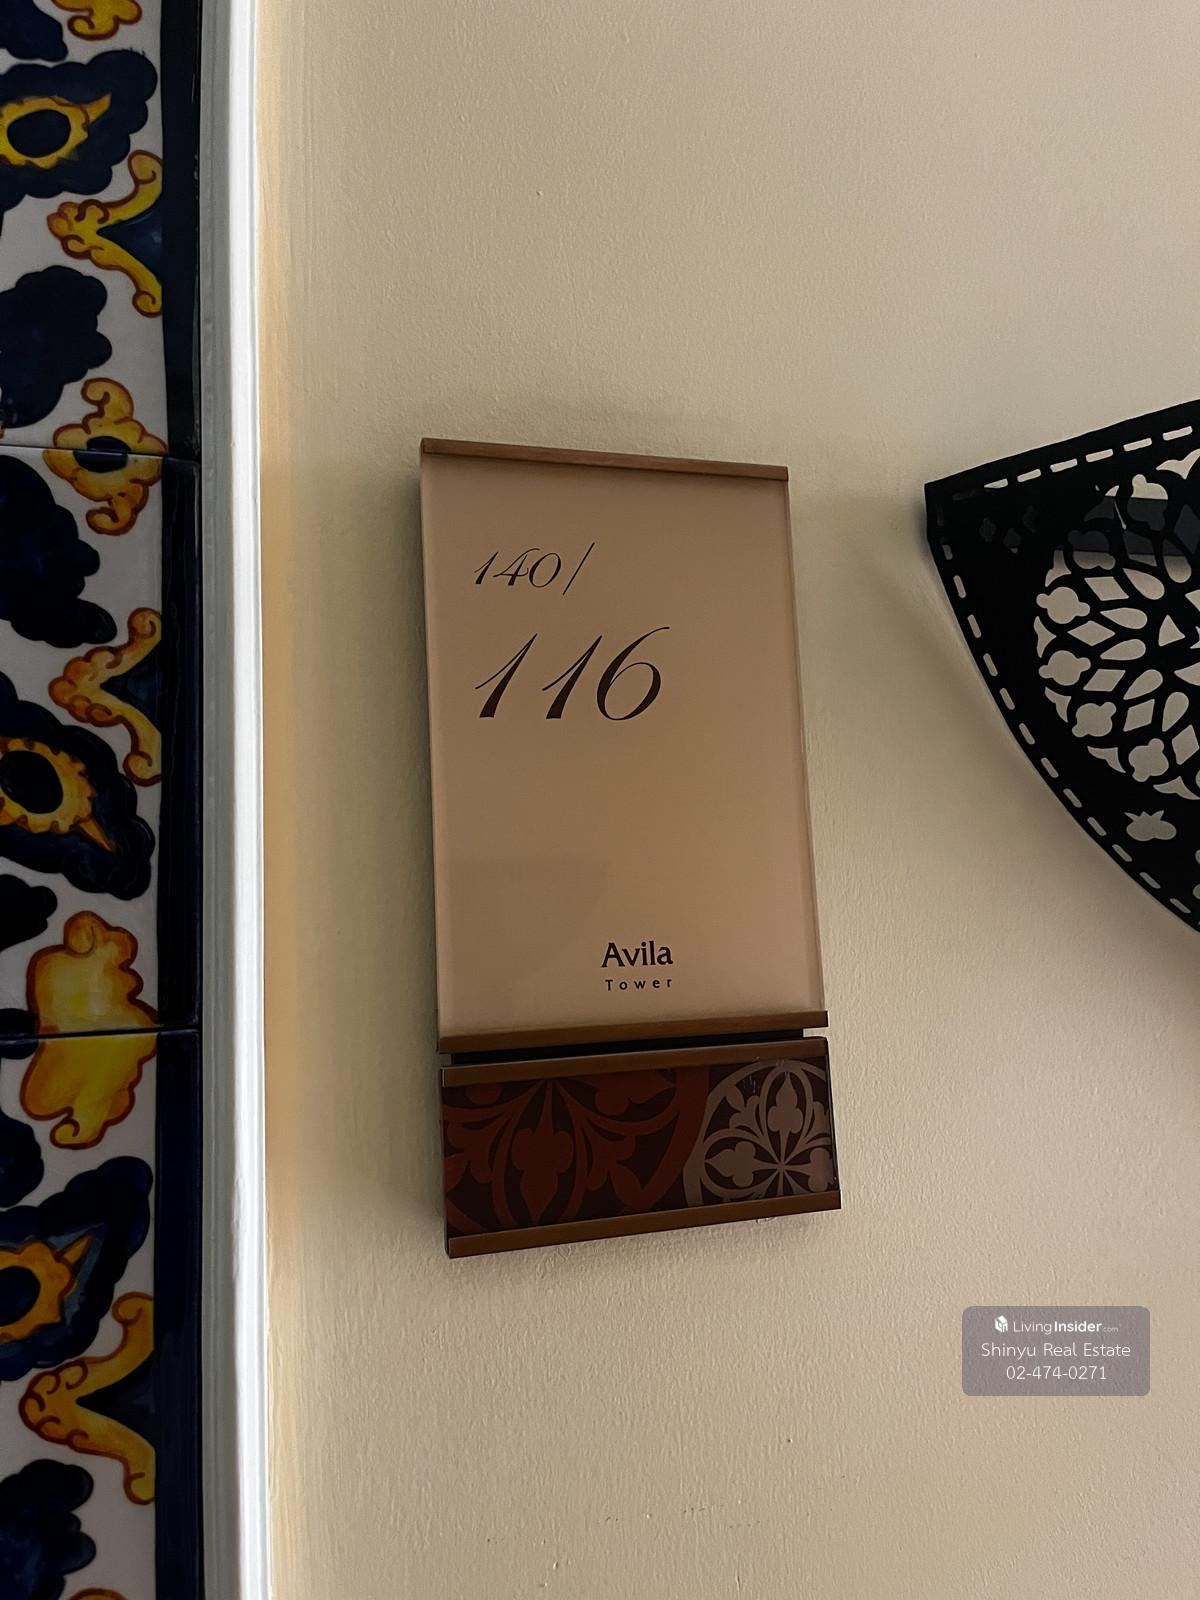 140/
116
Avila
Tower
LivingInsider.com
Shinyu Real Estate
02-474-0271